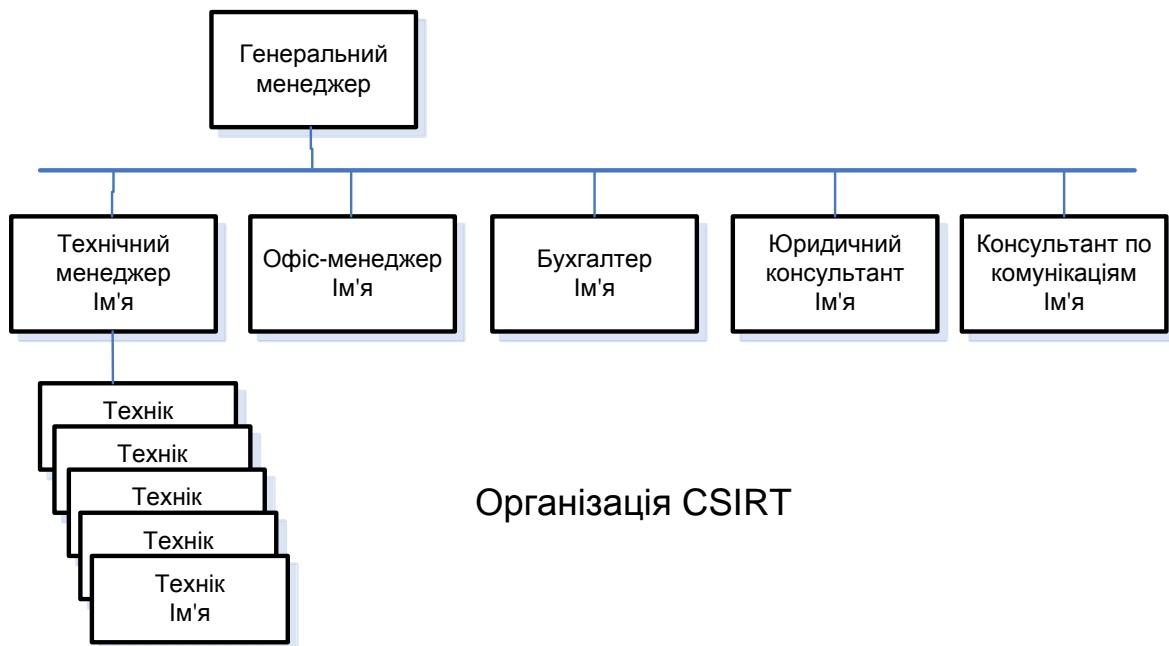 Генеральний
менеджер
Технічний
менеджер
Ім'я
Офіс-менеджер
Ім'я
Бухгалтер
Ім'я
Юридичний
консультант
Ім'я
Консультант по
комунікаціям
Ім'я
Технік
Технік
Технік
Технік
Технік
Ім'я
Організація CSIRT